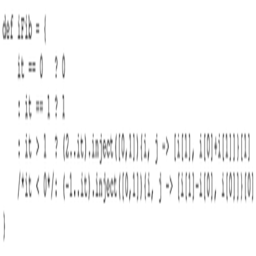 def iFib = {
it == 0 ? 0
: it == 1 ? 1
: it > 1 ? (2..it).inject([0,1]){i, j -> [i[1], i[0]+i[1]]}[1]
/*it < 0*/: (-1..it).inject([0,1]){i, j -> [i[1]-i[0], i[0]]}[0]
}